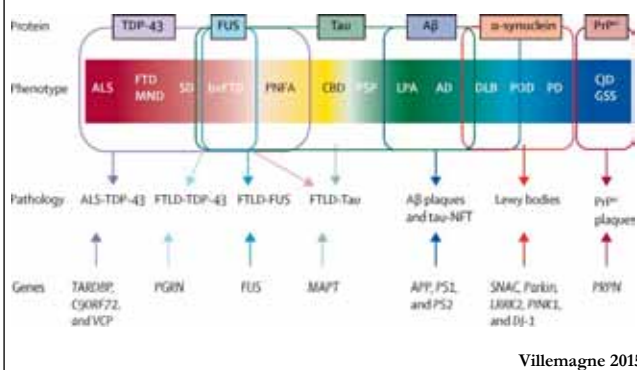 Protein TDP-43 FUS Tau Aβ α-synuclein PrPˢᶜ
Phenotype ALS FTD MND SD bvFTD PNFA CBD PSP LPA AD DLB PDD PD CJD GSS
Pathology ALS-TDP-43 FTLD-TDP-43 FTLD-FUS FTLD-Tau Aβ plaques Lewy bodies PrPˢᶜ
and tau-NFT plaques
Genes TARDBP, PGRN FUS MAPT APP, PS1, SNAC, Parkin, PRPN
C9ORF72, and PS2 LRRK2, PINK1,
and VCP and DJ-1
Villemagne 2015